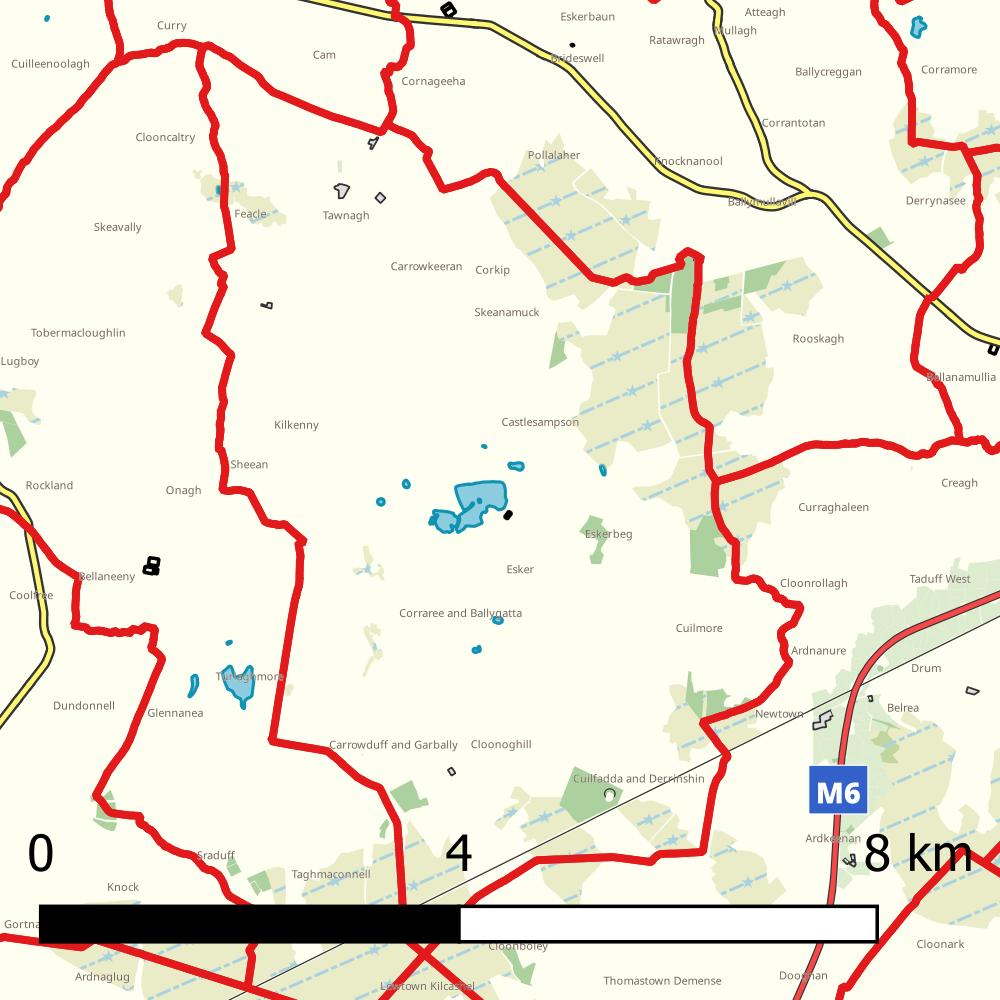 Atteagh
Eskerbaun
Curry
Mullagh
Ratawragh
Cam
Brideswell
Cuilleenoolagh
Ballycreggan
Corramore
Cornageeha
Corrantotan
Clooncaltry
Pollalaher
Knocknanool
Derrynasee
Ballymullavill
Feacle
Tawnagh
Skeavally
Carrowkeeran
Corkip
Skeanamuck
Tobermacloughlin
Rooskagh
Lugboy
Bellanamullia
Castlesampson
Kilkenny
Sheean
Creagh
Rockland
Onagh
Curraghaleen
Eskerbeg
Esker
Bellaneeny
Taduff West
Cloonrollagh
Coolfree
Corraree and Ballygatta
Cuilmore
Ardnanure
Drum
Turlaghmore
Dundonnell
Glennanea
Newtown
Belrea
Carrowduff and Garbally
Cloonoghill
Cuilfadda and Derrinshin
M6
Ardkeenan
0 4 8 km
Sraduff
Taghmaconnell
Knock
Gortna
Cloonark
Cloonboley
Ardnaglug
Doophan
Thomastown Demense
Lowtown Kilcashel